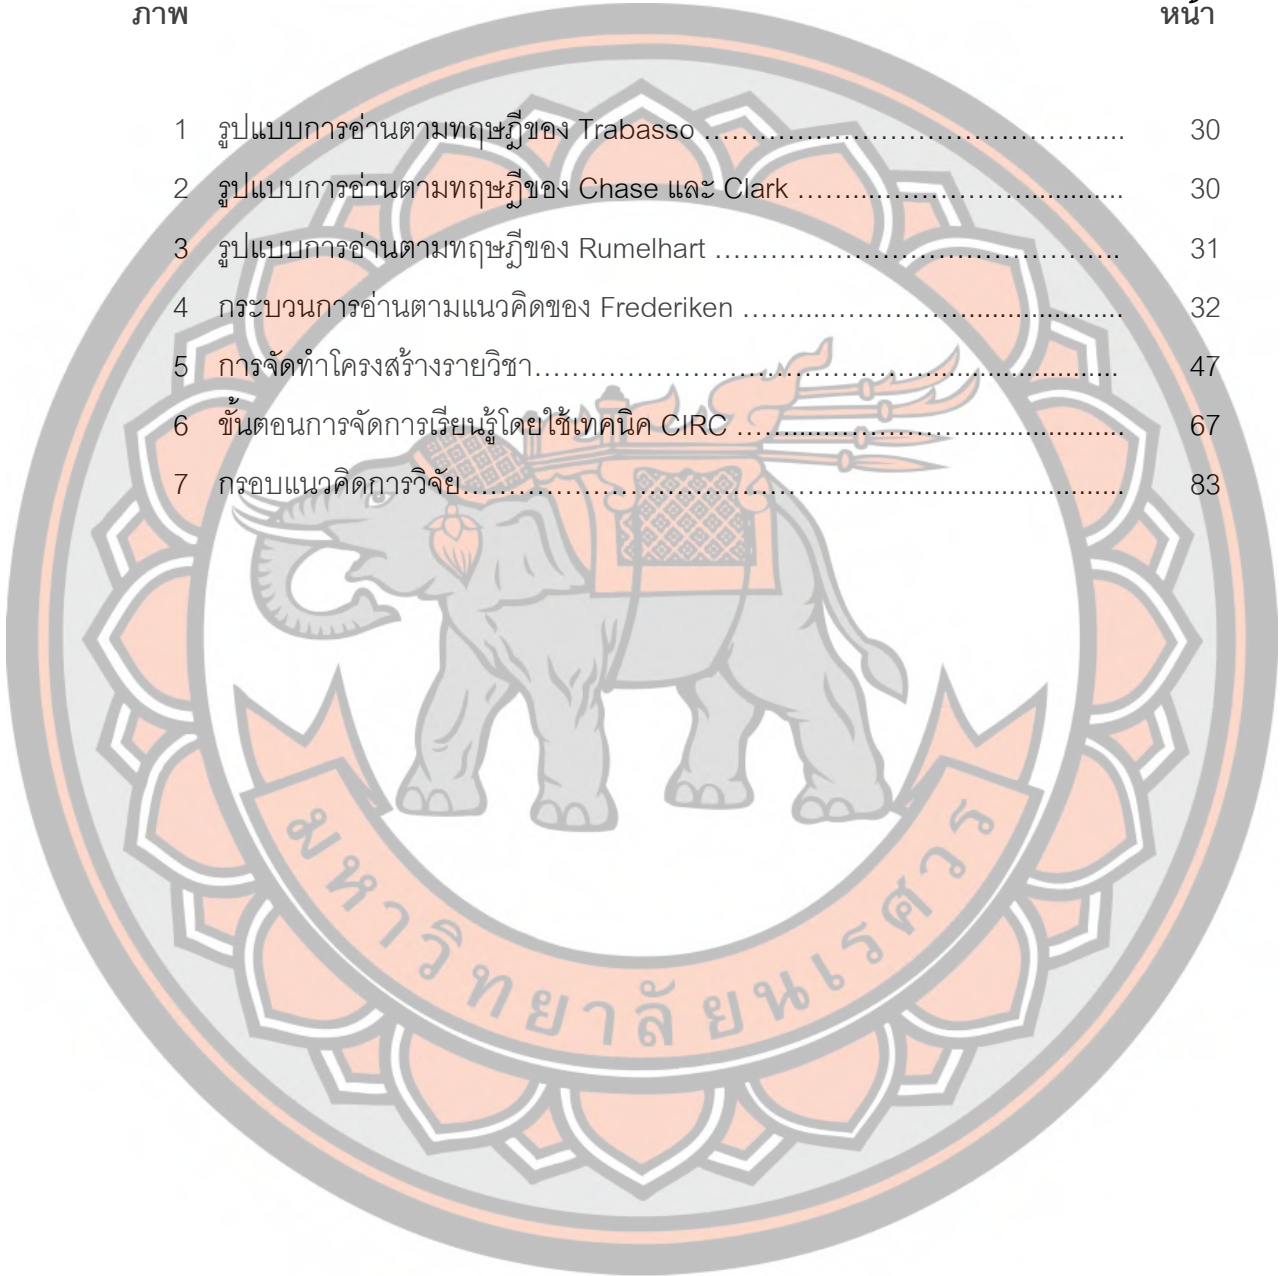 ภาพ หน้า
1 รูปแบบการอ่านตามทฤษฎีของ Trabasso ................................................ 30
2 รูปแบบการอ่านตามทฤษฎีของ Chase และ Clark ................................................ 30
3 รูปแบบการอ่านตามทฤษฎีของ Rumelhart ................................................ 31
4 กระบวนการอ่านตามแนวคิดของ Frederiken ................................................ 32
5 การจัดทำโครงสร้างรายวิชา................................................ 47
6 ขั้นตอนการจัดการเรียนรู้โดยใช้เทคนิค CIRC ................................................ 67
7 กรอบแนวคิดการวิจัย................................................ 83
มหาวิทยาลัยนเรศวร